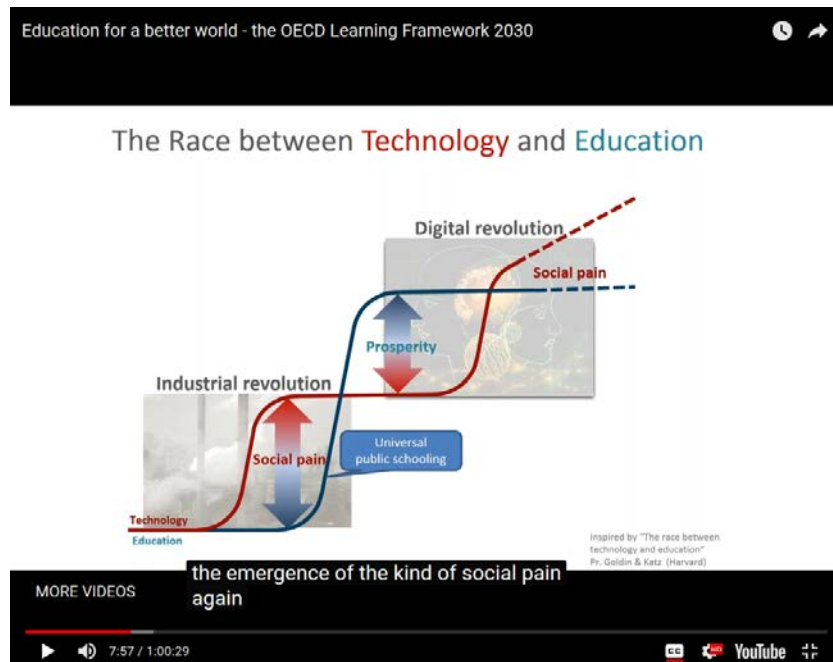 Education for a better world - the OECD Learning Framework 2030
The Race between Technology and Education
Digital revolution
Social pain
Prosperity
Industrial revolution
Universal
public schooling
Social pain
Technology
Education
Inspired by "The race between
technology and education"
Pr. Goldin & Katz (Harvard)
the emergence of the kind of social pain
again
MORE VIDEOS
7:57 / 1:00:29
CC
HD
YouTube